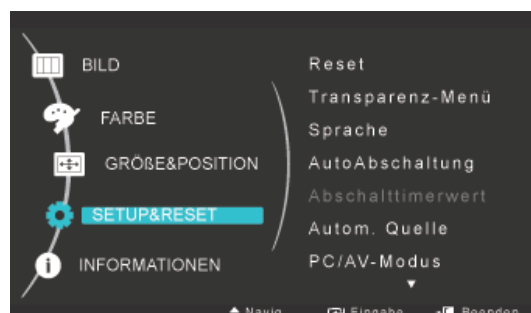 BILD
FARBE
GRÖßE&POSITION
SETUP&RESET
INFORMATIONEN
Reset
Transparenz-Menü
Sprache
AutoAbschaltung
Abschalttimerwert
Autom. Quelle
PC/AV-Modus
Navig. Eingabe Beenden